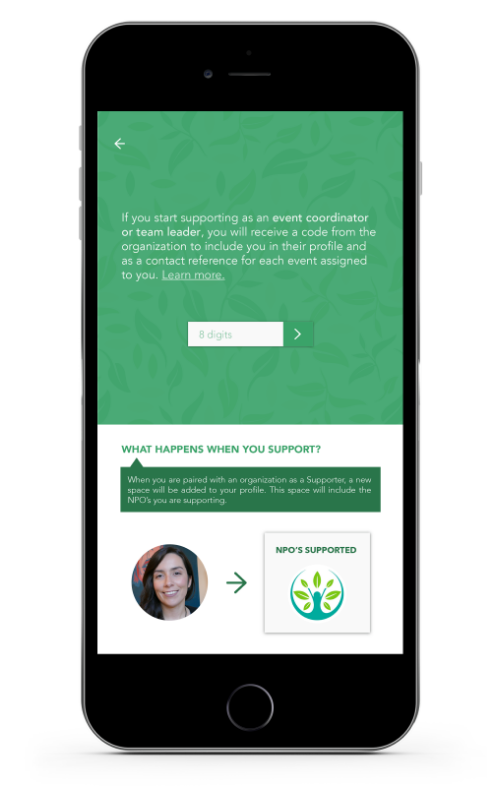 If you start supporting as an event coordinator
or team leader, you will receive a code from the
organization to include you in their profile and
as a contact reference for each event assigned
to you. Learn more.
8 digits
WHAT HAPPENS WHEN YOU SUPPORT?
When you are paired with an organization as a Supporter, a new
space will be added to your profile. This space will include the
NPO's you are supporting.
NPO'S SUPPORTED